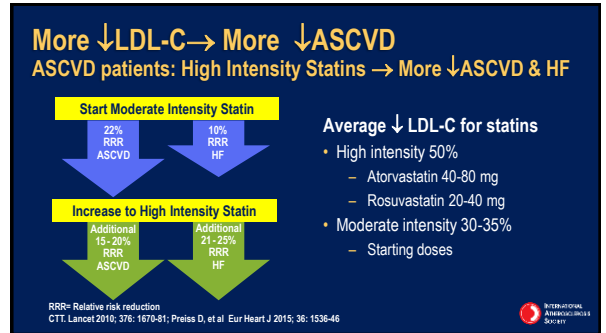 More ↓LDL-C→ More ↓ASCVD
ASCVD patients: High Intensity Statins → More ↓ASCVD & HF
Start Moderate Intensity Statin
22%
RRR
ASCVD
10%
RRR
HF
Increase to High Intensity Statin
Additional
15-20%
RRR
ASCVD
Additional
21-25%
RRR
HF
Average ↓ LDL-C for statins
• High intensity 50%
– Atorvastatin 40-80 mg
– Rosuvastatin 20-40 mg
• Moderate intensity 30-35%
– Starting doses
RRR= Relative risk reduction
CTT. Lancet 2010; 376: 1670-81; Preiss D, et al Eur Heart J 2015; 36: 1536-46
INTERNATIONAL
ATHEROSCLEROSIS
SOCIETY